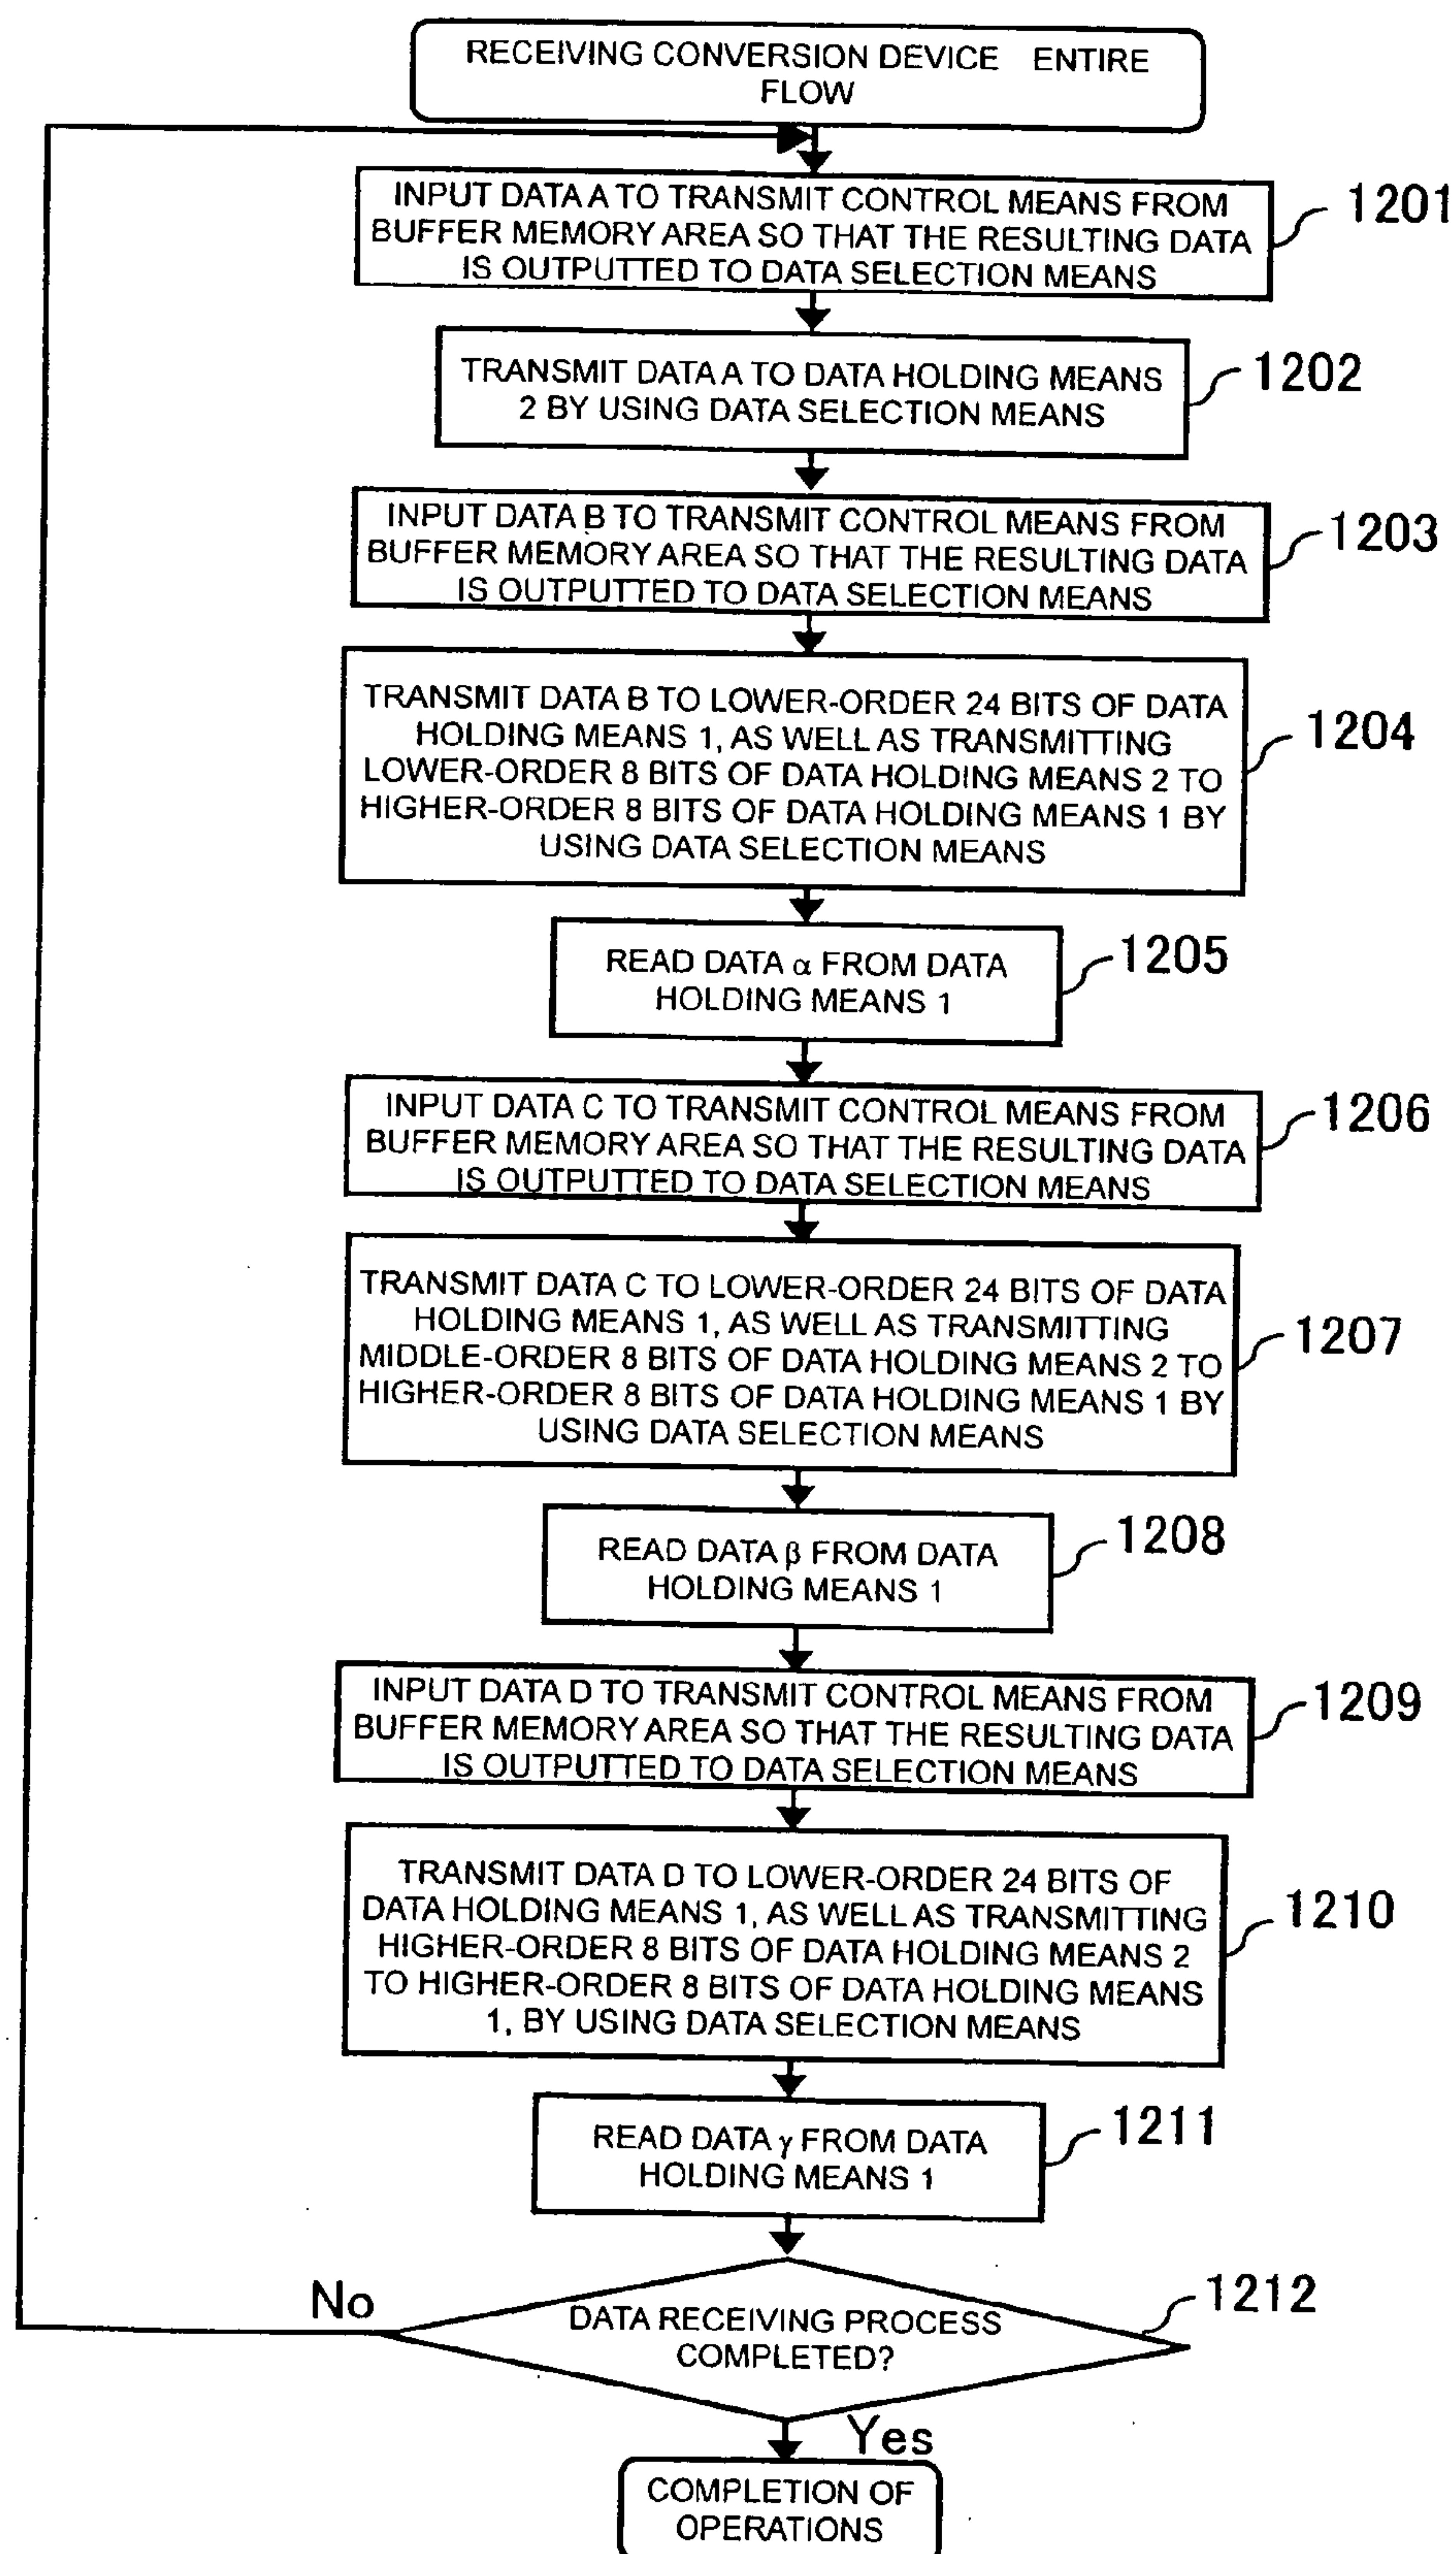 RECEIVING CONVERSION DEVICE ENTIRE
FLOW
INPUT DATA A TO TRANSMIT CONTROL MEANS FROM
BUFFER MEMORY AREA SO THAT THE RESULTING DATA
IS OUTPUTTED TO DATA SELECTION MEANS
1201
TRANSMIT DATA A TO DATA HOLDING MEANS
2 BY USING DATA SELECTION MEANS
1202
INPUT DATA B TO TRANSMIT CONTROL MEANS FROM
BUFFER MEMORY AREA SO THAT THE RESULTING DATA
IS OUTPUTTED TO DATA SELECTION MEANS
1203
TRANSMIT DATA B TO LOWER-ORDER 24 BITS OF DATA
HOLDING MEANS 1, AS WELL AS TRANSMITTING
LOWER-ORDER 8 BITS OF DATA HOLDING MEANS 2 TO
HIGHER-ORDER 8 BITS OF DATA HOLDING MEANS 1 BY
USING DATA SELECTION MEANS
1204
READ DATA α FROM DATA
HOLDING MEANS 1
1205
INPUT DATA C TO TRANSMIT CONTROL MEANS FROM
BUFFER MEMORY AREA SO THAT THE RESULTING DATA
IS OUTPUTTED TO DATA SELECTION MEANS
1206
TRANSMIT DATA C TO LOWER-ORDER 24 BITS OF DATA
HOLDING MEANS 1, AS WELL AS TRANSMITTING
MIDDLE-ORDER 8 BITS OF DATA HOLDING MEANS 2 TO
HIGHER-ORDER 8 BITS OF DATA HOLDING MEANS 1 BY
USING DATA SELECTION MEANS
1207
READ DATA β FROM DATA
HOLDING MEANS 1
1208
INPUT DATA D TO TRANSMIT CONTROL MEANS FROM
BUFFER MEMORY AREA SO THAT THE RESULTING DATA
IS OUTPUTTED TO DATA SELECTION MEANS
1209
TRANSMIT DATA D TO LOWER-ORDER 24 BITS OF
DATA HOLDING MEANS 1, AS WELL AS TRANSMITTING
HIGHER-ORDER 8 BITS OF DATA HOLDING MEANS 2
TO HIGHER-ORDER 8 BITS OF DATA HOLDING MEANS
1, BY USING DATA SELECTION MEANS
1210
READ DATA γ FROM DATA
HOLDING MEANS 1
1211
No
DATA RECEIVING PROCESS
COMPLETED?
1212
Yes
COMPLETION OF
OPERATIONS